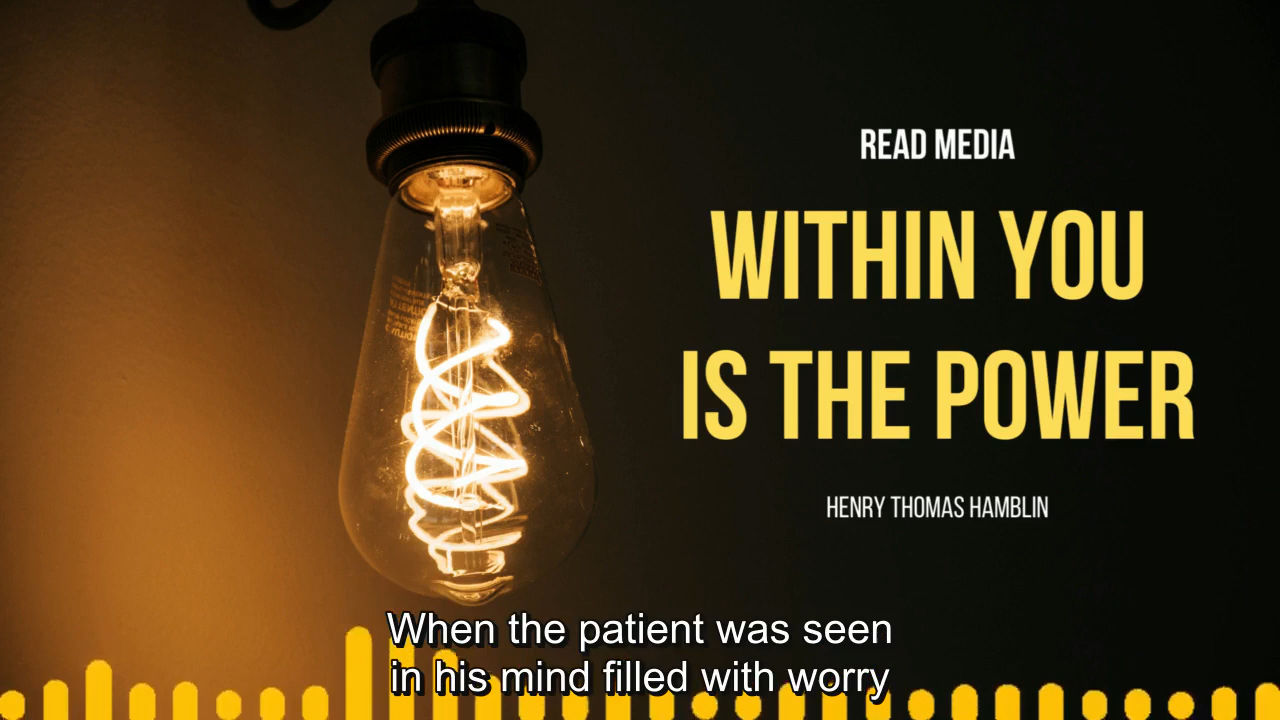 READ MEDIA
WITHIN YOU
IS THE POWER
HENRY THOMAS HAMBLIN
When the patient was seen
in his mind filled with worry